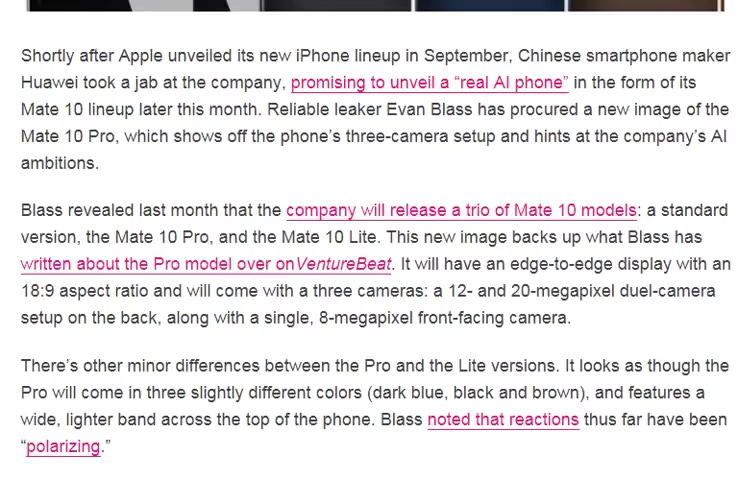 Shortly after Apple unveiled its new iPhone lineup in September, Chinese smartphone maker
Huawei took a jab at the company, promising to unveil a “real AI phone” in the form of its
Mate 10 lineup later this month. Reliable leaker Evan Blass has procured a new image of the
Mate 10 Pro, which shows off the phone’s three-camera setup and hints at the company’s AI
ambitions.
Blass revealed last month that the company will release a trio of Mate 10 models: a standard
version, the Mate 10 Pro, and the Mate 10 Lite. This new image backs up what Blass has
written about the Pro model over onVentureBeat. It will have an edge-to-edge display with an
18:9 aspect ratio and will come with a three cameras: a 12- and 20-megapixel duel-camera
setup on the back, along with a single, 8-megapixel front-facing camera.
There’s other minor differences between the Pro and the Lite versions. It looks as though the
Pro will come in three slightly different colors (dark blue, black and brown), and features a
wide, lighter band across the top of the phone. Blass noted that reactions thus far have been
“polarizing.”